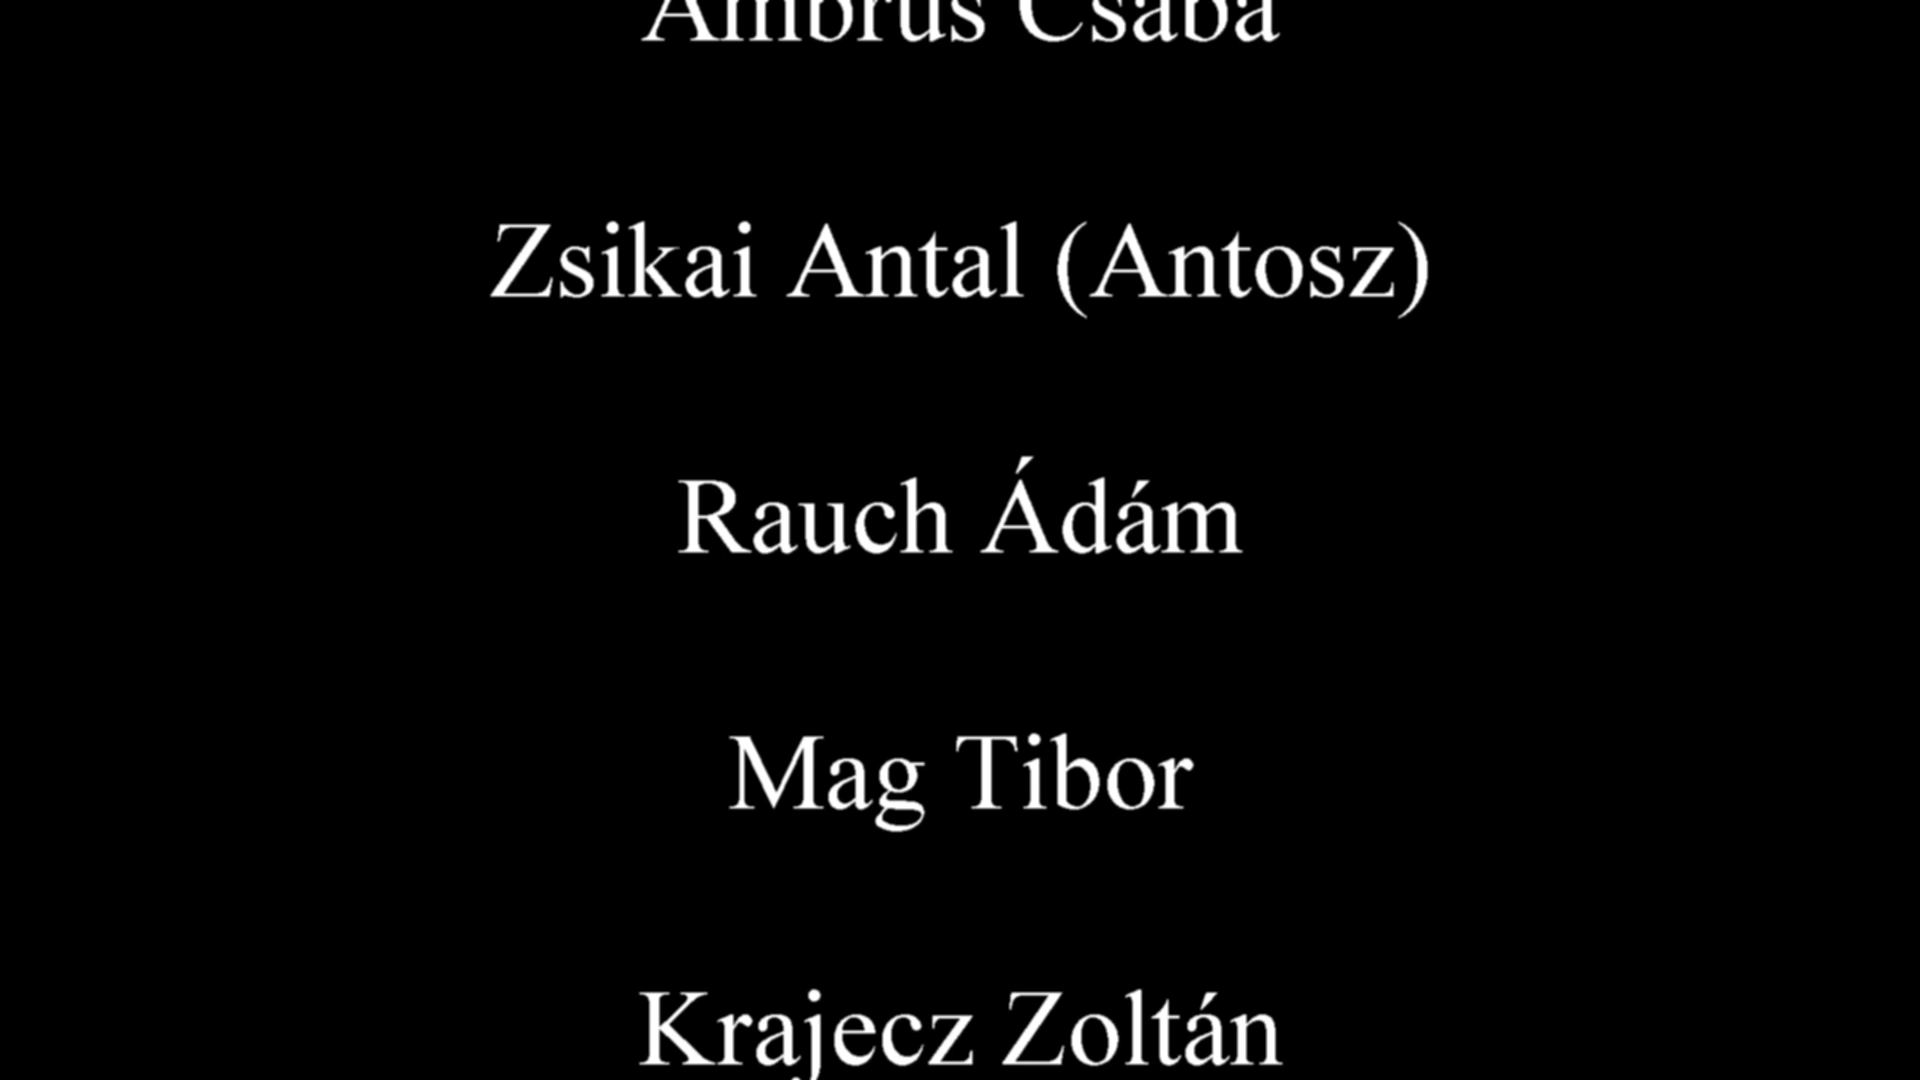 Ambrus Csaba
Zsikai Antal (Antosz)
Rauch Ádám
Mag Tibor
Krajecz Zoltán